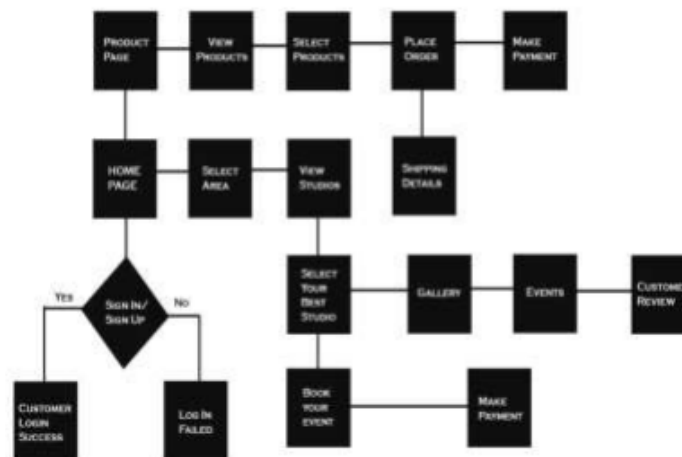 PRODUCT
PAGE
VIEW
PRODUCTS
SELECT
PRODUCTS
PLACE
ORDER
MAKE
PAYMENT
HOME
PAGE
SELECT
AREA
VIEW
STUDIOS
SHIPPING
DETAILS
YES
SIGN IN/
SIGN UP
NO
SELECT
YOUR
BEST
STUDIO
GALLERY
EVENTS
CUSTOMER
REVIEW
CUSTOMER
LOGIN
SUCCESS
LOG IN
FAILED
BOOK
YOUR
EVENT
MAKE
PAYMENT